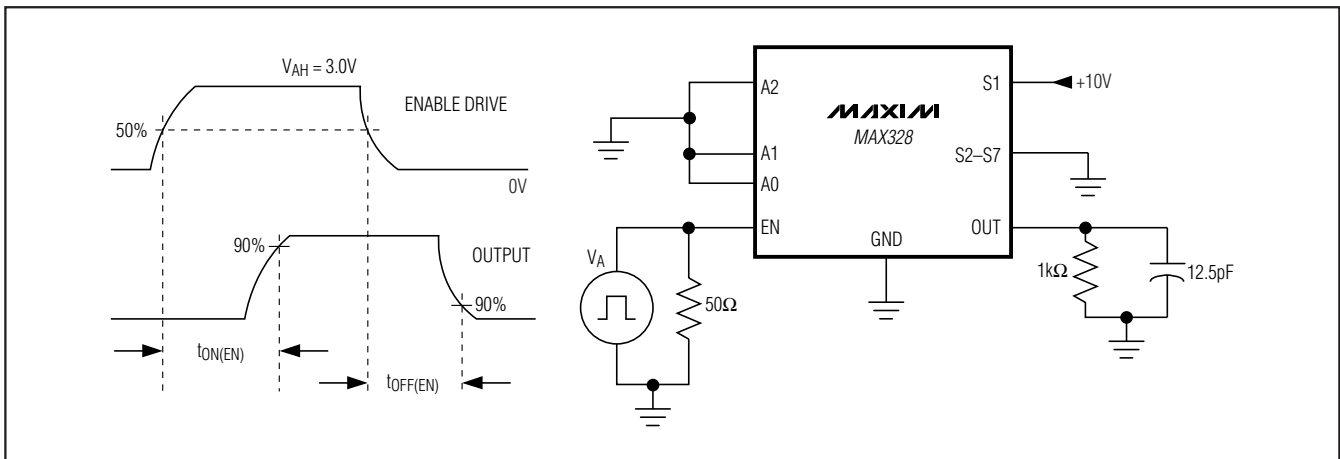 V_AH = 3.0V
ENABLE DRIVE
50%
0V
90%
OUTPUT
90%
t_ON(EN)
t_OFF(EN)
A2
A1
A0
EN
MAXIM
MAX328
S1
+10V
S2–S7
OUT
GND
V_A
50Ω
1kΩ
12.5pF